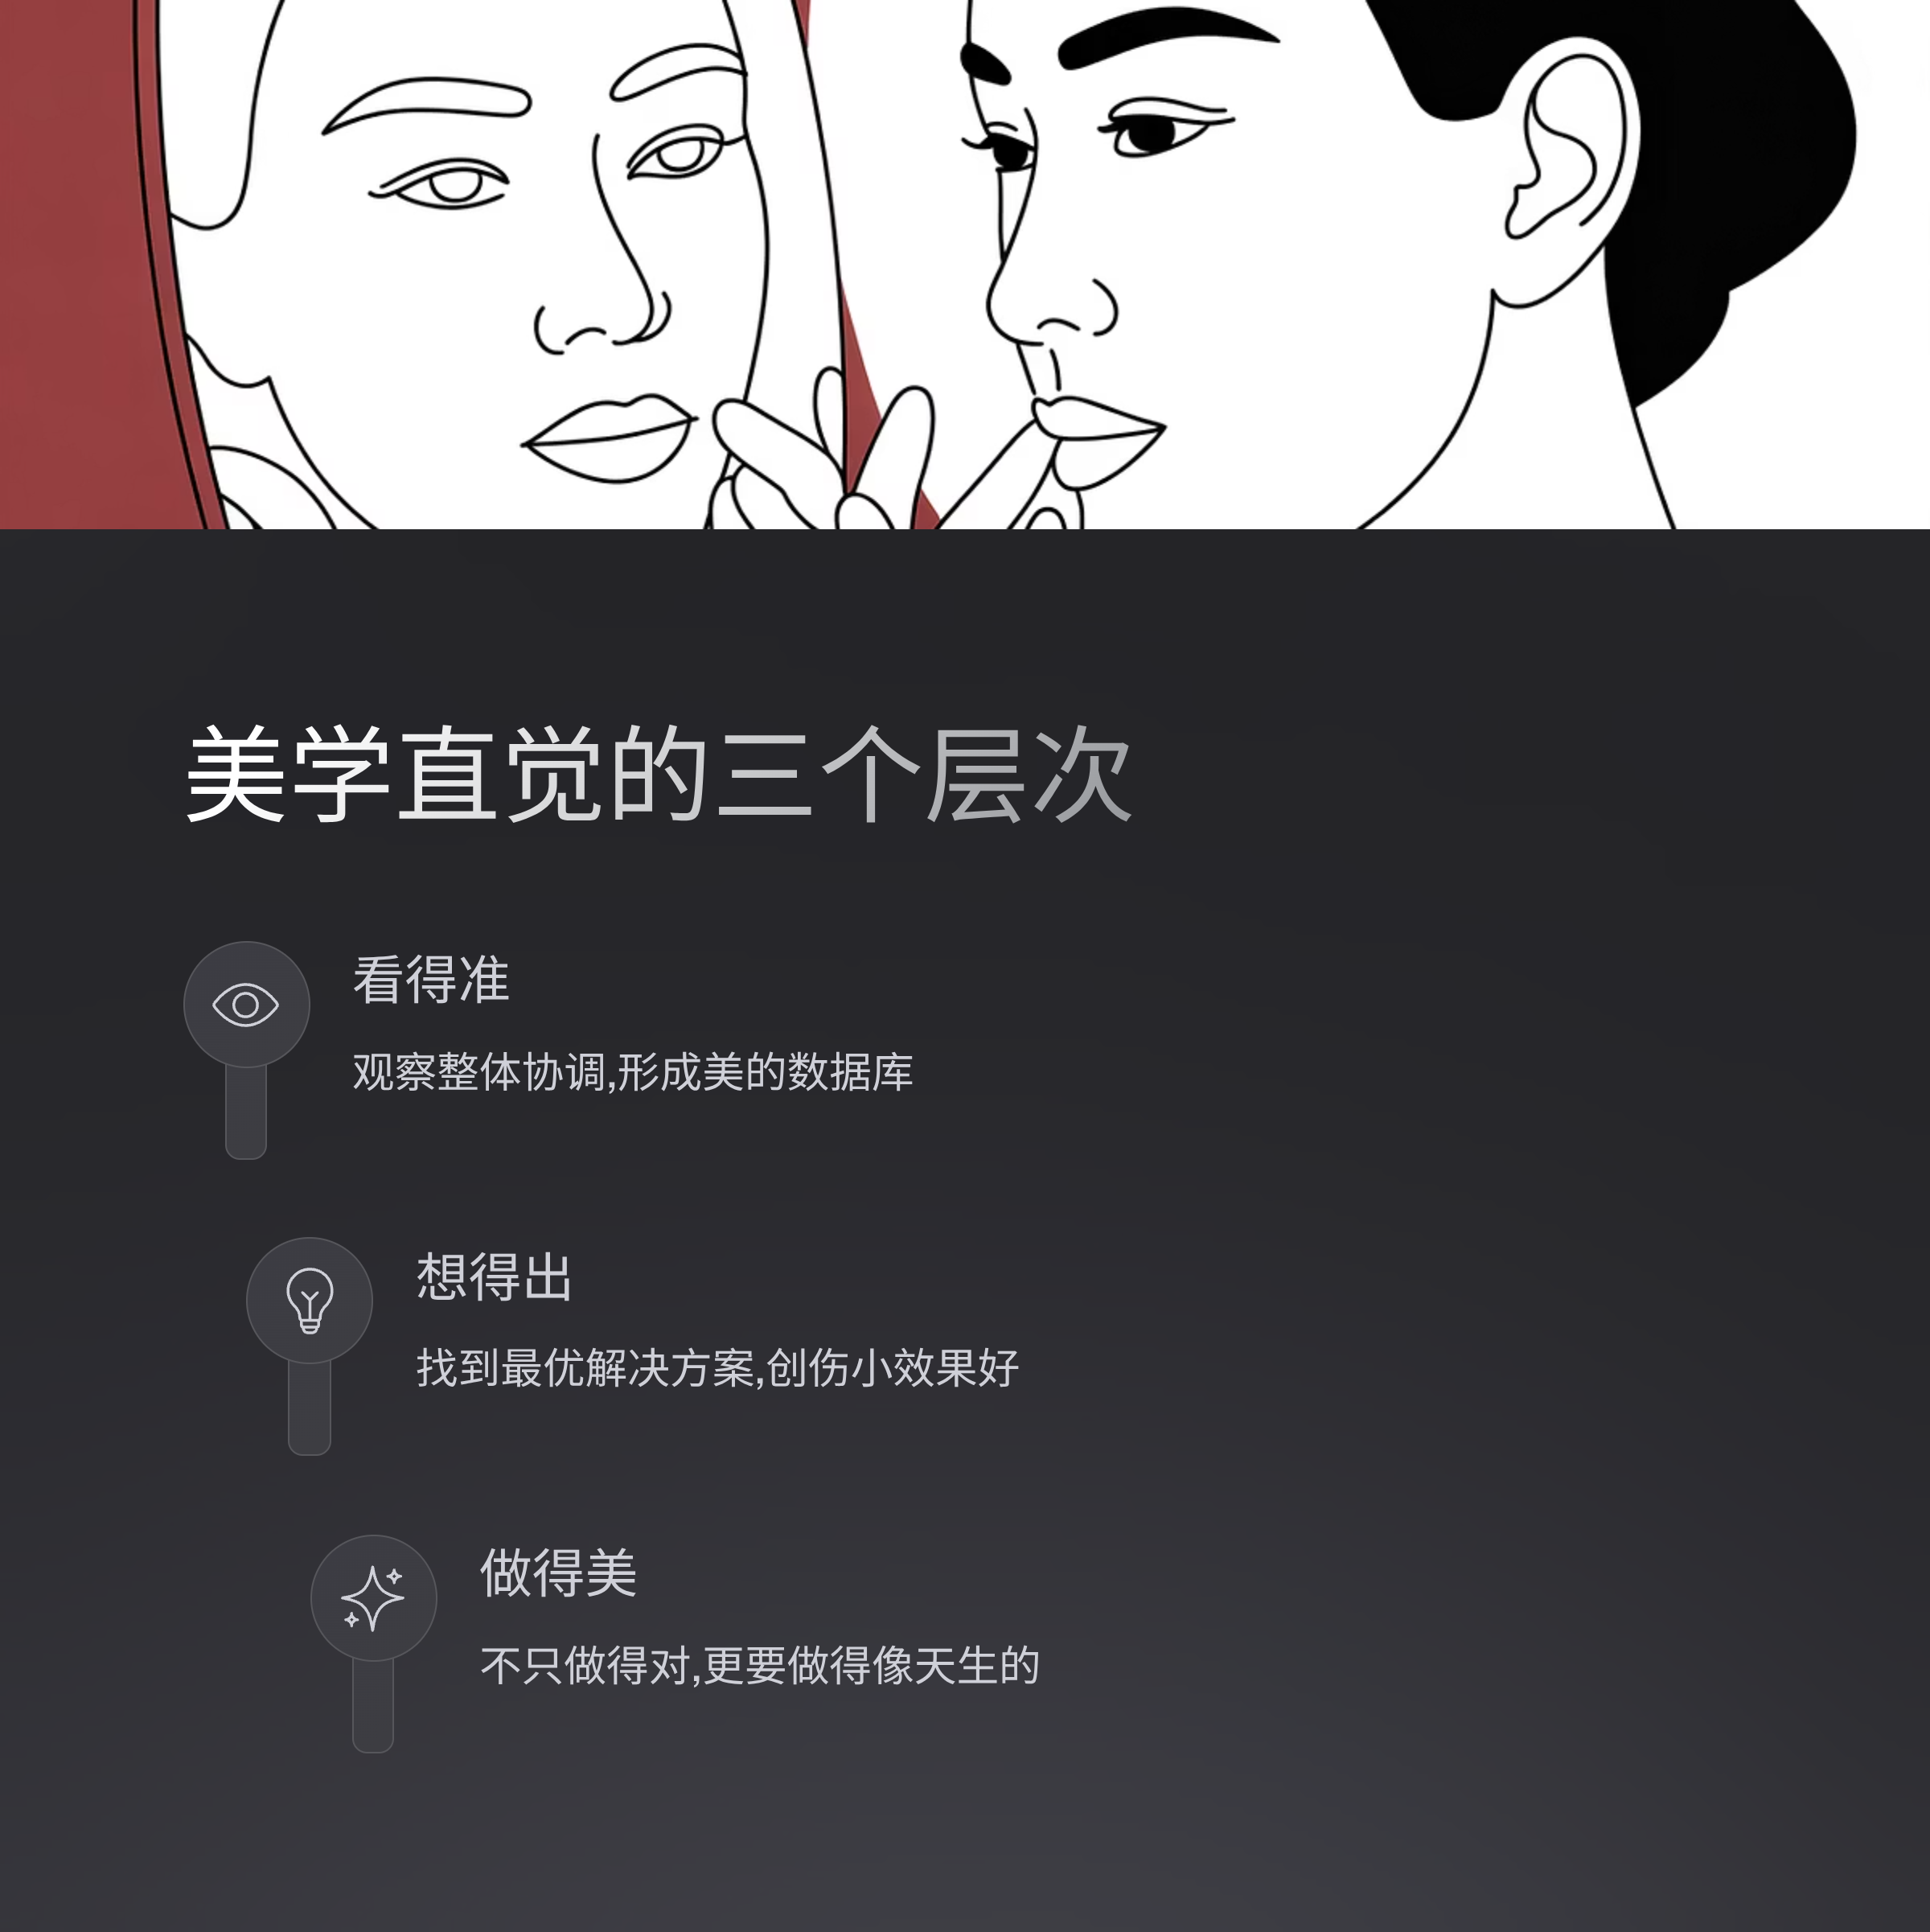 美学直觉的三个层次
看得准
观察整体协调,形成美的数据库
想得出
找到最优解决方案,创伤小效果好
做得美
不只做得对,更要做得像天生的